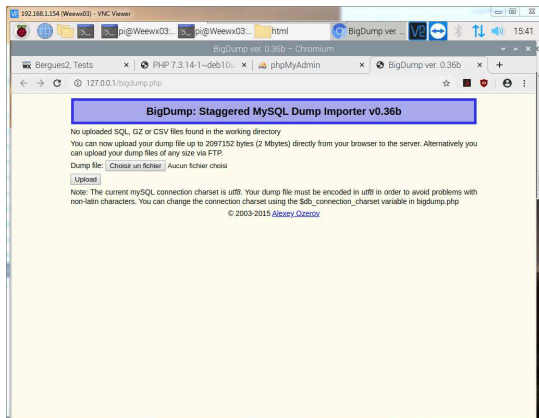 192.168.1.154 (Weewx03) - VNC Viewer
pi@Weewx03:... pi@Weewx03:... html BigDump ver. ... 15:41
BigDump ver. 0.36b – Chromium
Bergues2, Tests PHP 7.3.14-1~deb10u phpMyAdmin BigDump ver. 0.36b
127.0.0.1/bigdump.php
BigDump: Staggered MySQL Dump Importer v0.36b
No uploaded SQL, GZ or CSV files found in the working directory
You can now upload your dump file up to 2097152 bytes (2 Mbytes) directly from your browser to the server. Alternatively you
can upload your dump files of any size via FTP.
Dump file: Choisir un fichier Aucun fichier choisi
Upload
Note: The current mySQL connection charset is utf8. Your dump file must be encoded in utf8 in order to avoid problems with
non-latin characters. You can change the connection charset using the $db_connection_charset variable in bigdump.php
© 2003-2015 Alexey Ozerov